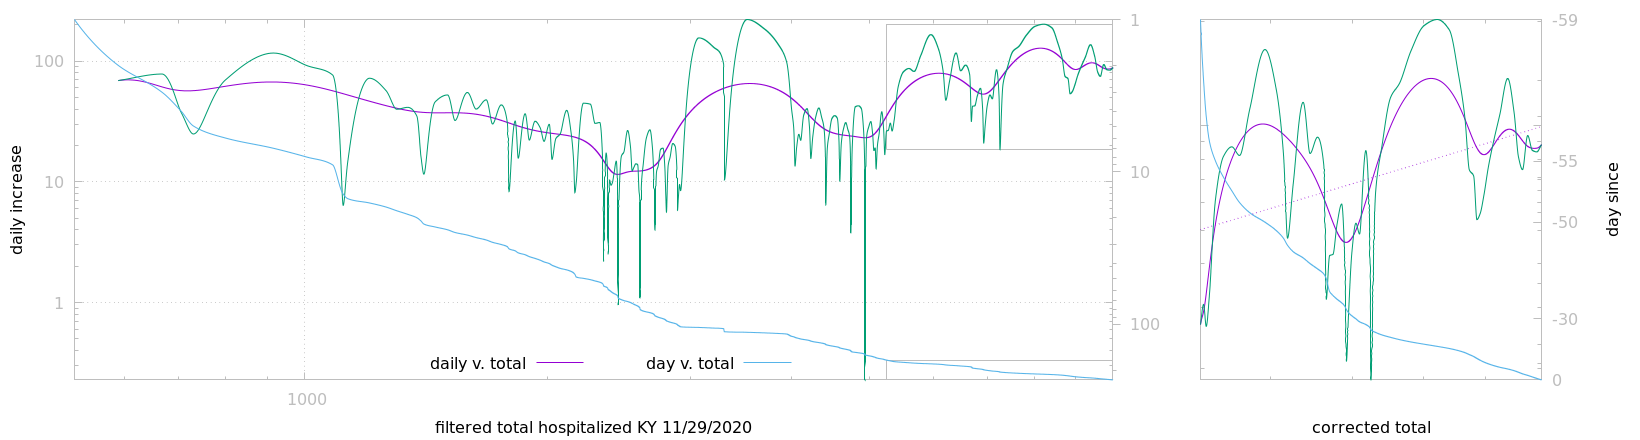 daily increase
100
10
1
1000
1
10
100
daily v. total
day v. total
filtered total hospitalized KY 11/29/2020
-59
-55
-50
-30
0
day since
corrected total